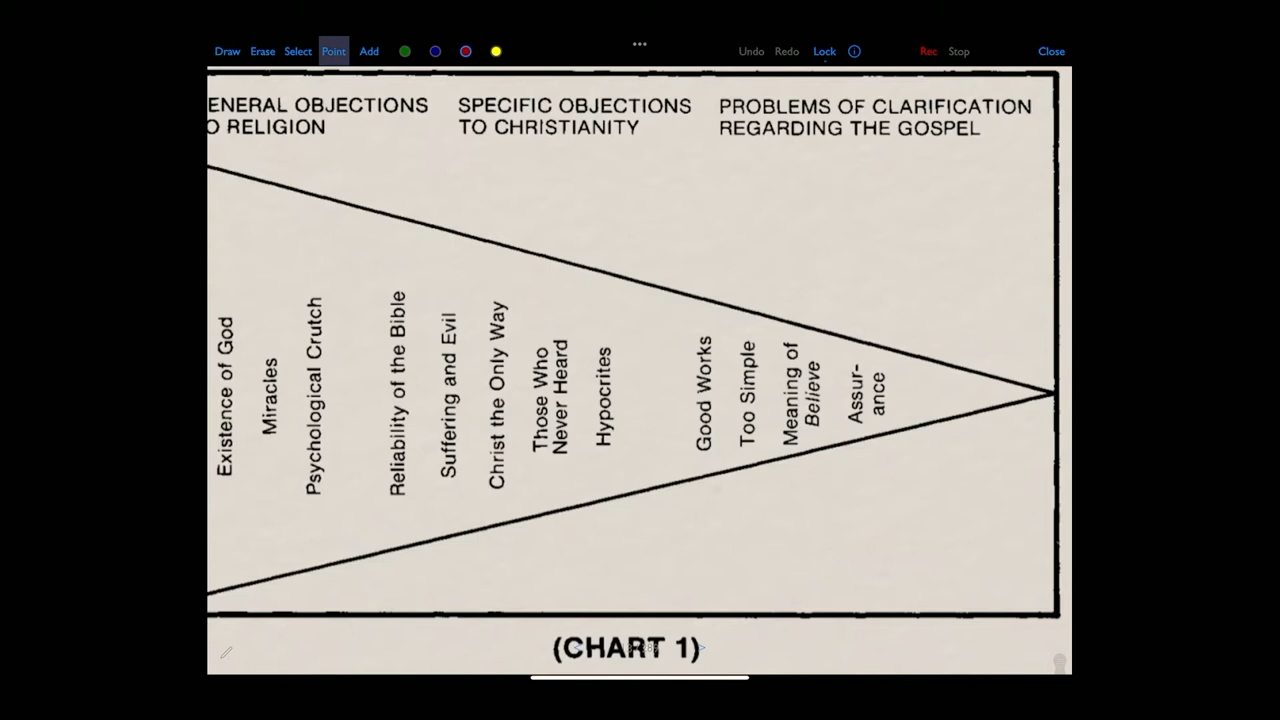 Draw Erase Select Point Add
Undo Redo Lock
Rec Stop
Close
ENERAL OBJECTIONS
O RELIGION
SPECIFIC OBJECTIONS
TO CHRISTIANITY
PROBLEMS OF CLARIFICATION
REGARDING THE GOSPEL
Existence of God
Miracles
Psychological Crutch
Reliability of the Bible
Suffering and Evil
Christ the Only Way
Those Who
Never Heard
Hypocrites
Good Works
Too Simple
Meaning of
Believe
Assur-
ance
(CHART 1)